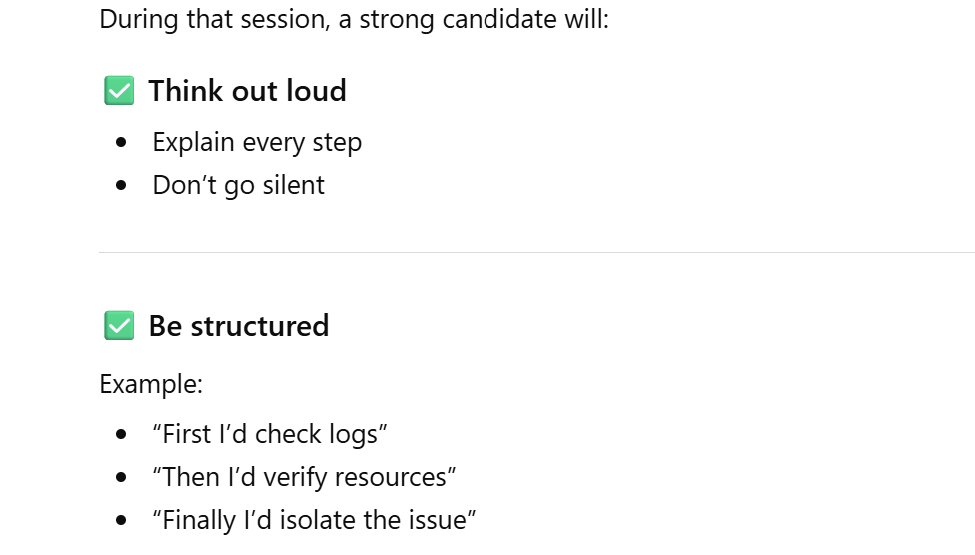 During that session, a strong candidate will:
✅ Think out loud
• Explain every step
• Don’t go silent
✅ Be structured
Example:
• “First I’d check logs”
• “Then I’d verify resources”
• “Finally I’d isolate the issue”